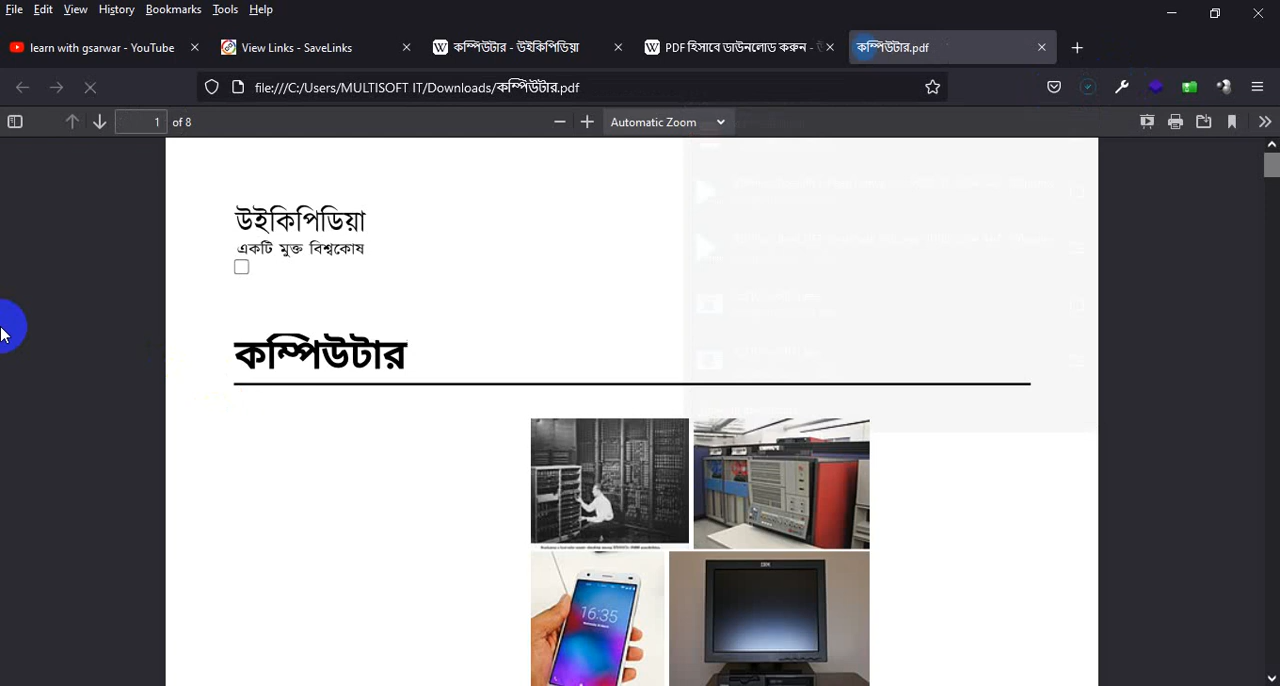 File Edit View History Bookmarks Tools Help
learn with gsarwar - YouTube
View Links - SaveLinks
কম্পিউটার - উইকিপিডিয়া
PDF হিসাবে ডাউনলোড করুন -
কম্পিউটার.pdf
file:///C:/Users/MULTISOFT IT/Downloads/কম্পিউটার.pdf
1 of 8
Automatic Zoom
উইকিপিডিয়া
একটি মুক্ত বিশ্বকোষ
কম্পিউটার
IBM
16:35